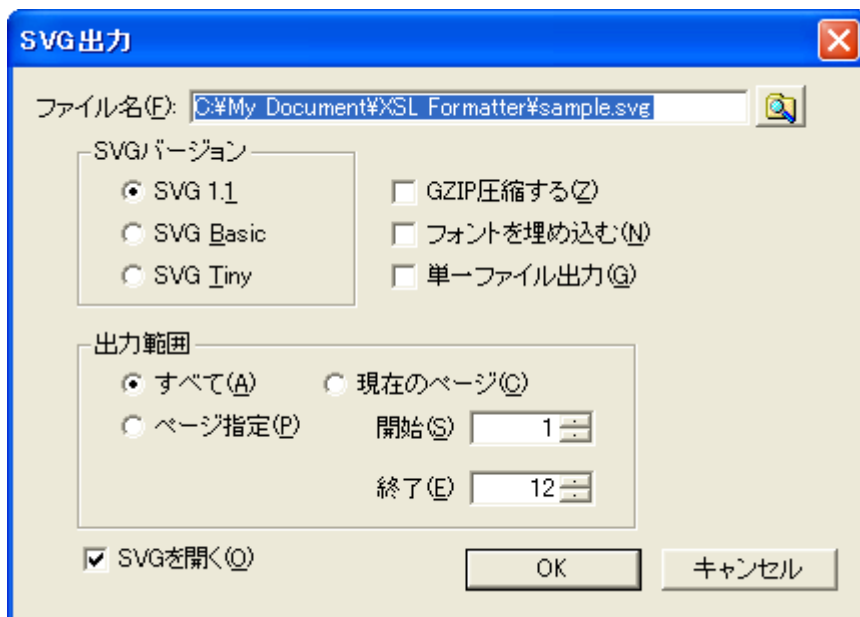 SVG出力
ファイル名(F): C:¥My Document¥XSL Formatter¥sample.svg
SVGバージョン
SVG 1.1
GZIP圧縮する(Z)
SVG Basic
フォントを埋め込む(N)
SVG Tiny
単一ファイル出力(G)
出力範囲
すべて(A) 現在のページ(C)
ページ指定(P) 開始(S) 1
終了(E) 12
SVGを開く(O) OK キャンセル